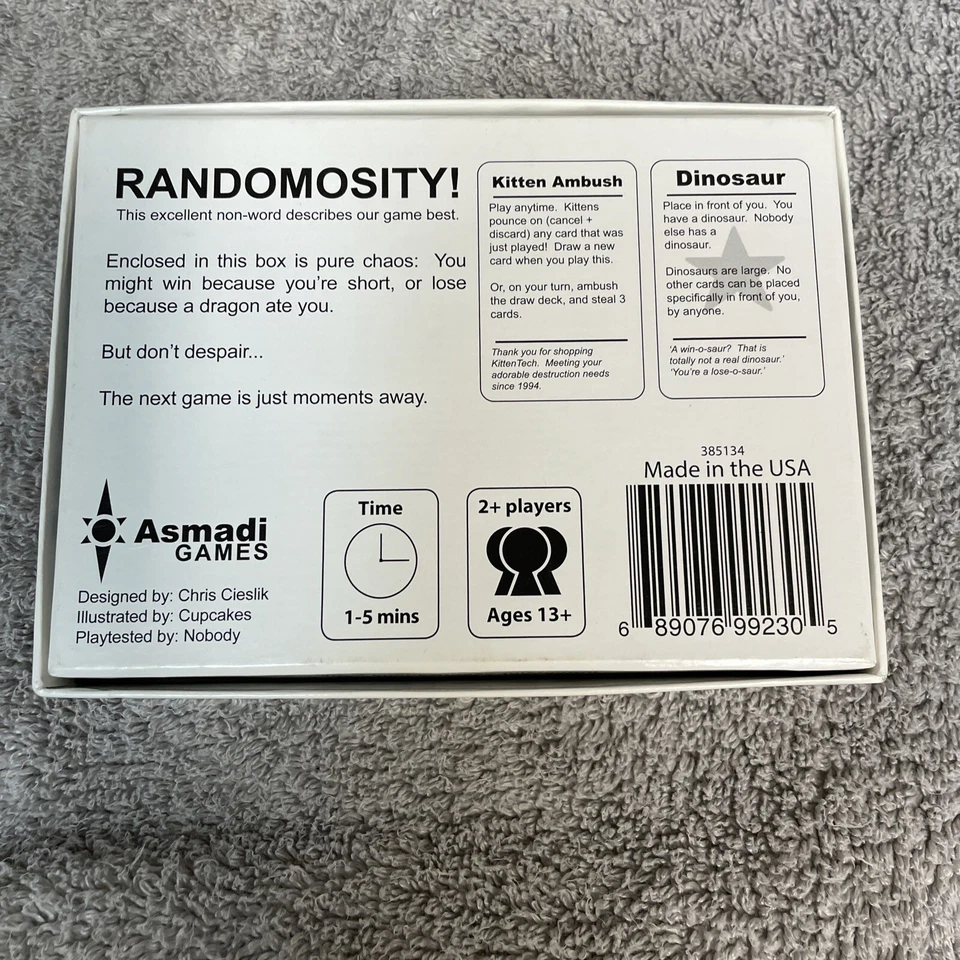 RANDOMOSITY!
This excellent non-word describes our game best.
Enclosed in this box is pure chaos: You
might win because you're short, or lose
because a dragon ate you.
But don't despair...
The next game is just moments away.
Kitten Ambush
Play anytime. Kittens
pounce on (cancel +
discard) any card that was
just played! Draw a new
card when you play this.
Or, on your turn, ambush
the draw deck, and steal 3
cards.
Thank you for shopping
KittenTech. Meeting your
adorable destruction needs
since 1994.
Dinosaur
Place in front of you. You
have a dinosaur. Nobody
else has a
dinosaur.
Dinosaurs are large. No
other cards can be placed
specifically in front of you,
by anyone.
'A win-o-saur? That is
totally not a real dinosaur.'
'You're a lose-o-saur.'
Asmadi
GAMES
Designed by: Chris Cieslik
Illustrated by: Cupcakes
Playtested by: Nobody
Time
1-5 mins
2+ players
Ages 13+
385134
Made in the USA
6 89076 99230 5